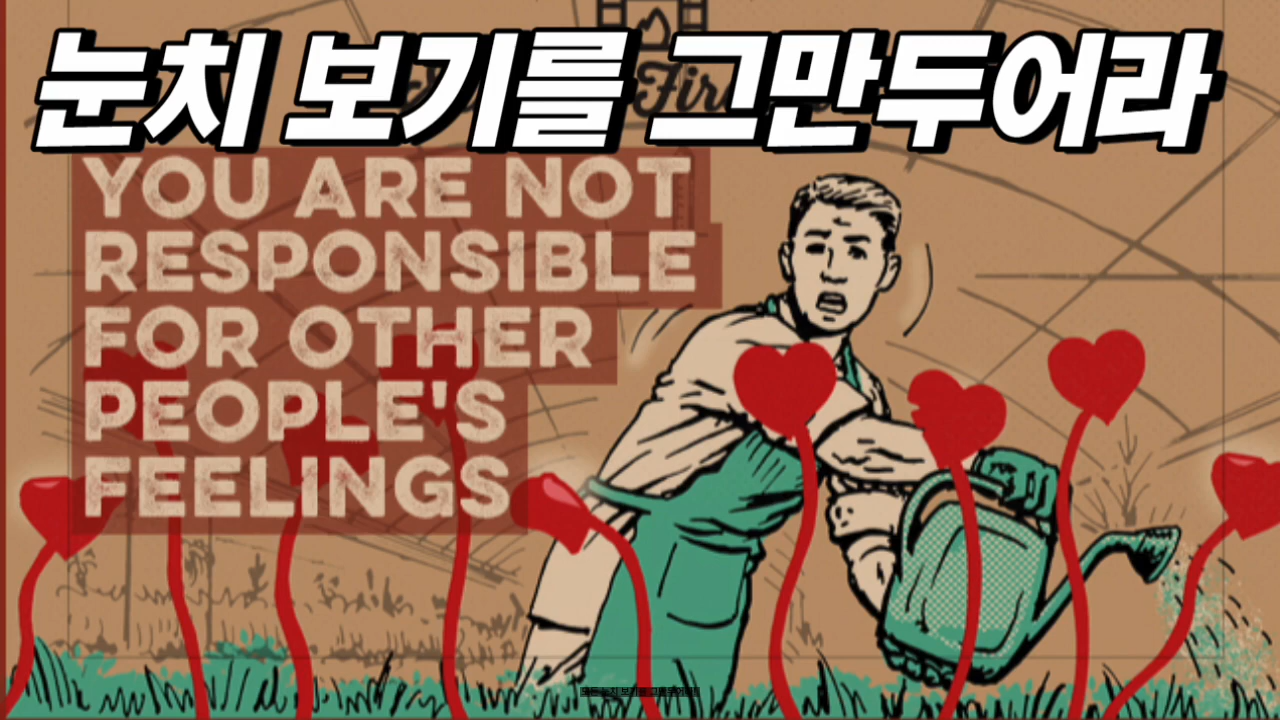 눈치 보기를 그만두어라
YOU ARE NOT
RESPONSIBLE
FOR OTHER
PEOPLE'S
FEELINGS